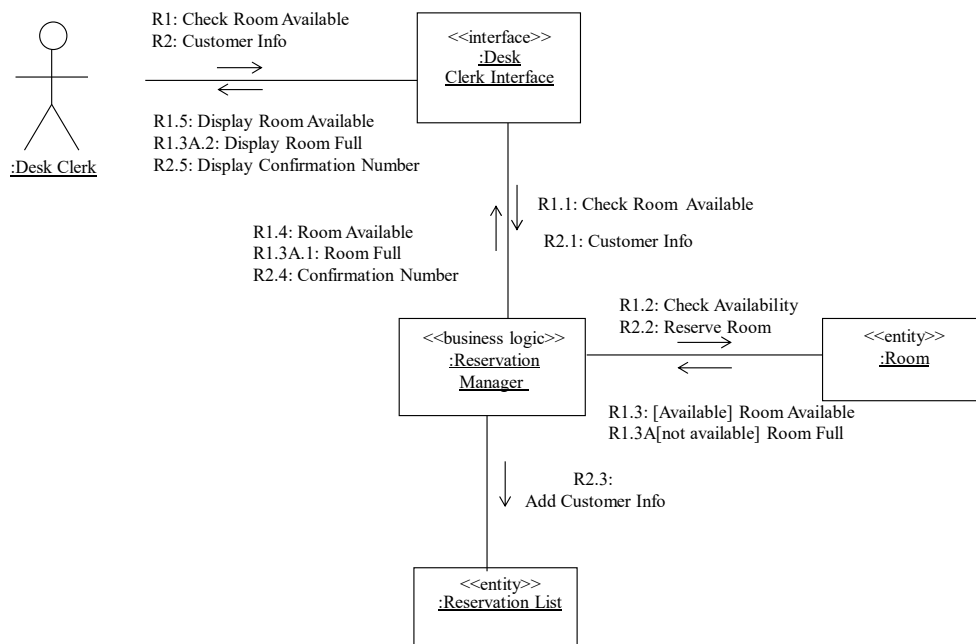 R1: Check Room Available
R2: Customer Info
<<interface>>
:Desk
Clerk Interface
R1.5: Display Room Available
R1.3A.2: Display Room Full
R2.5: Display Confirmation Number
:Desk Clerk
R1.1: Check Room Available
R2.1: Customer Info
R1.4: Room Available
R1.3A.1: Room Full
R2.4: Confirmation Number
R1.2: Check Availability
R2.2: Reserve Room
<<business logic>>
:Reservation
Manager
<<entity>>
:Room
R1.3: [Available] Room Available
R1.3A[not available] Room Full
R2.3:
Add Customer Info
<<entity>>
:Reservation List